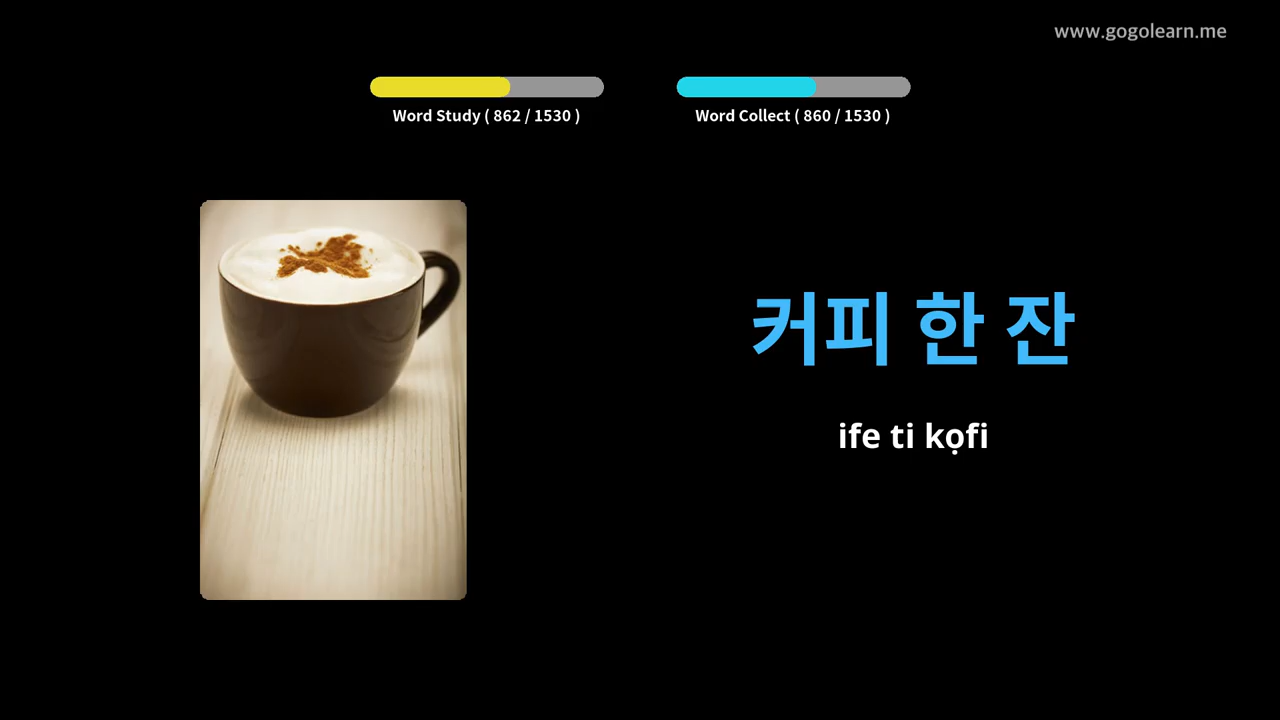 www.gogolearn.me
Word Study ( 862 / 1530 )
Word Collect ( 860 / 1530 )
커피 한 잔
ife ti kọfi